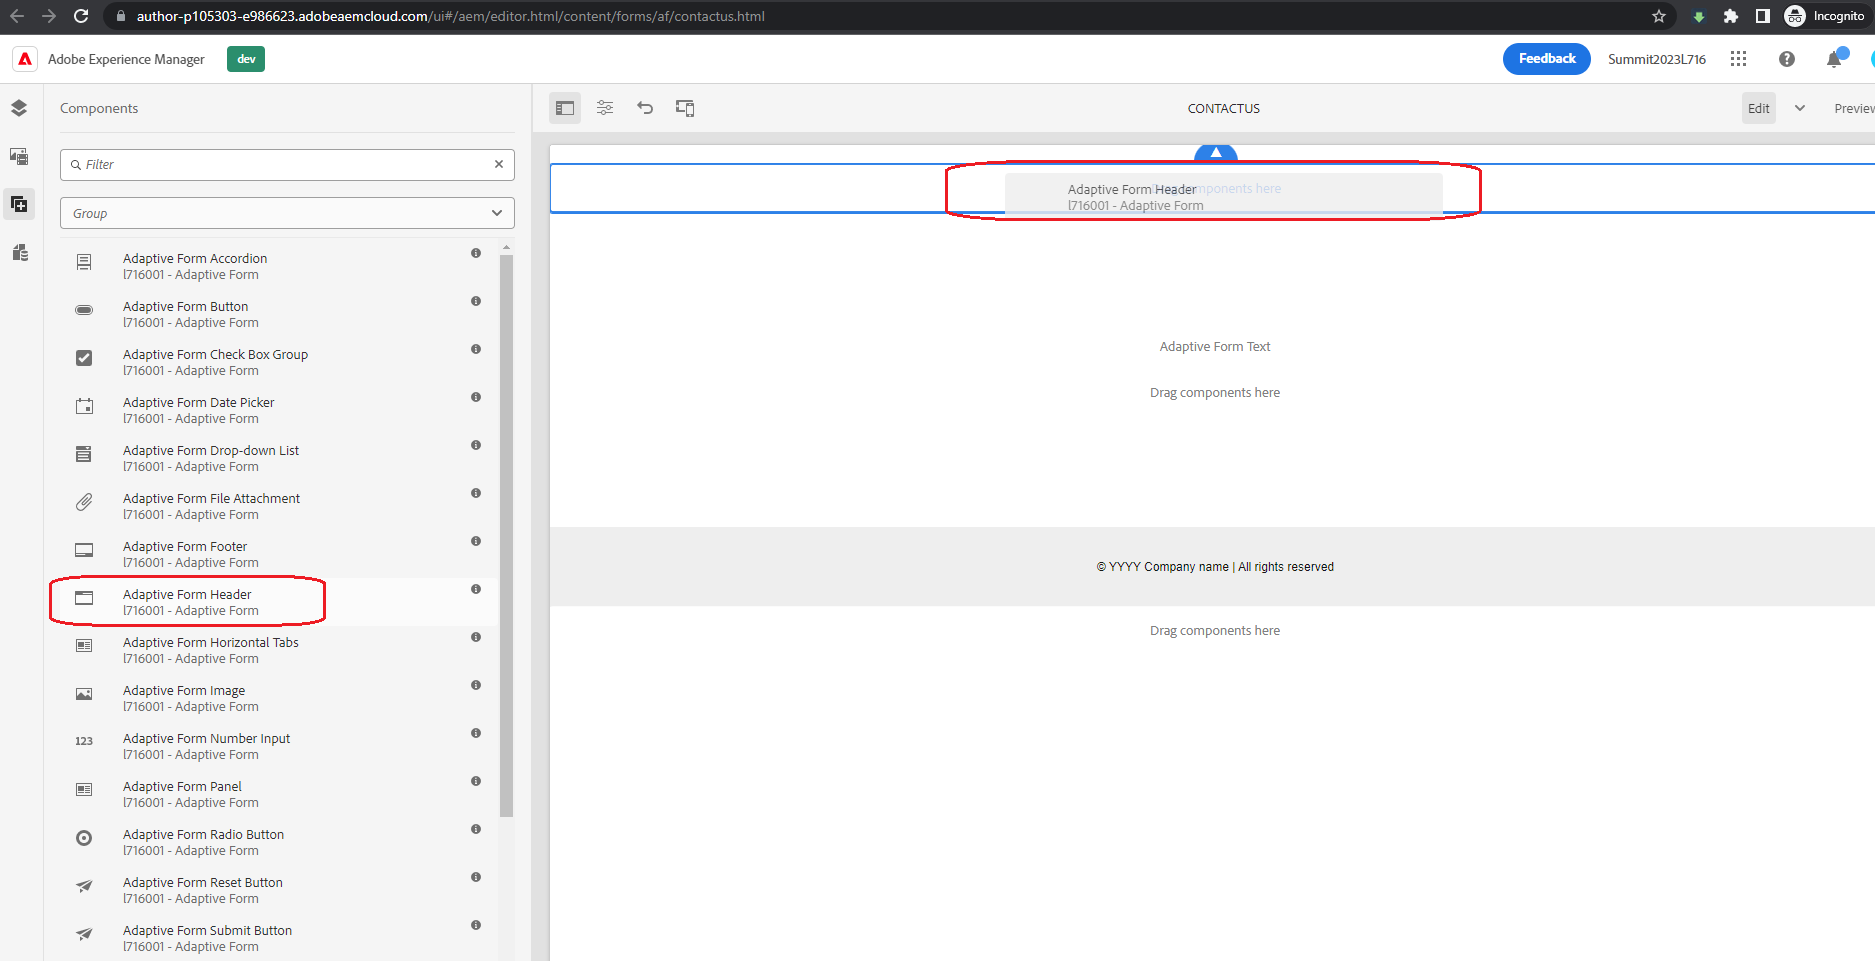 author-p105303-e986623.adobeaemcloud.com/ui#/aem/editor.html/content/forms/af/contactus.html
Incognito
Adobe Experience Manager
dev
Feedback
Summit2023L716
Components
CONTACTUS
Edit
Preview
Filter
Group
Adaptive Form Header
Drag components here
l716001 - Adaptive Form
Adaptive Form Accordion
l716001 - Adaptive Form
Adaptive Form Button
l716001 - Adaptive Form
Adaptive Form Check Box Group
l716001 - Adaptive Form
Adaptive Form Date Picker
l716001 - Adaptive Form
Adaptive Form Drop-down List
l716001 - Adaptive Form
Adaptive Form File Attachment
l716001 - Adaptive Form
Adaptive Form Footer
l716001 - Adaptive Form
Adaptive Form Header
l716001 - Adaptive Form
Adaptive Form Horizontal Tabs
l716001 - Adaptive Form
Adaptive Form Image
l716001 - Adaptive Form
123
Adaptive Form Number Input
l716001 - Adaptive Form
Adaptive Form Panel
l716001 - Adaptive Form
Adaptive Form Radio Button
l716001 - Adaptive Form
Adaptive Form Reset Button
l716001 - Adaptive Form
Adaptive Form Submit Button
l716001 - Adaptive Form
Adaptive Form Text
Drag components here
© YYYY Company name | All rights reserved
Drag components here